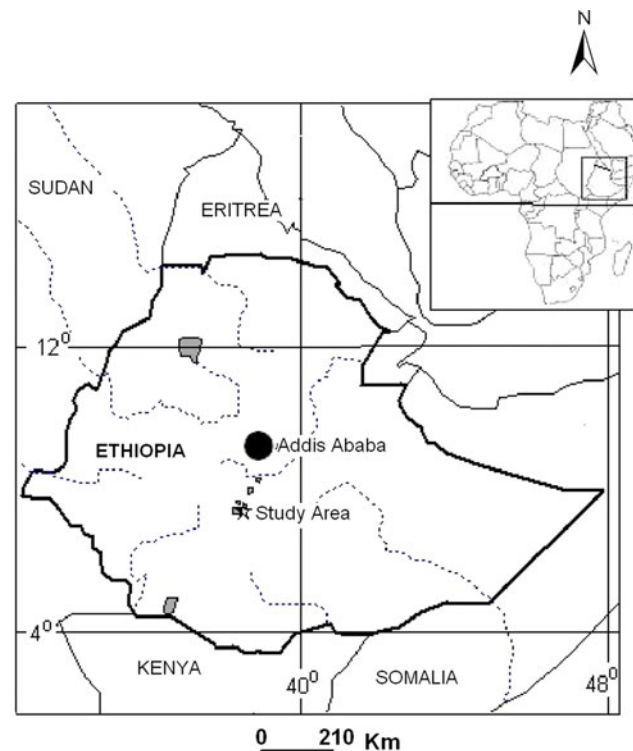 N
SUDAN
ERITREA
12⁰
Addis Ababa
ETHIOPIA
Study Area
4⁰
KENYA
40⁰
SOMALIA
48⁰
0 210 Km